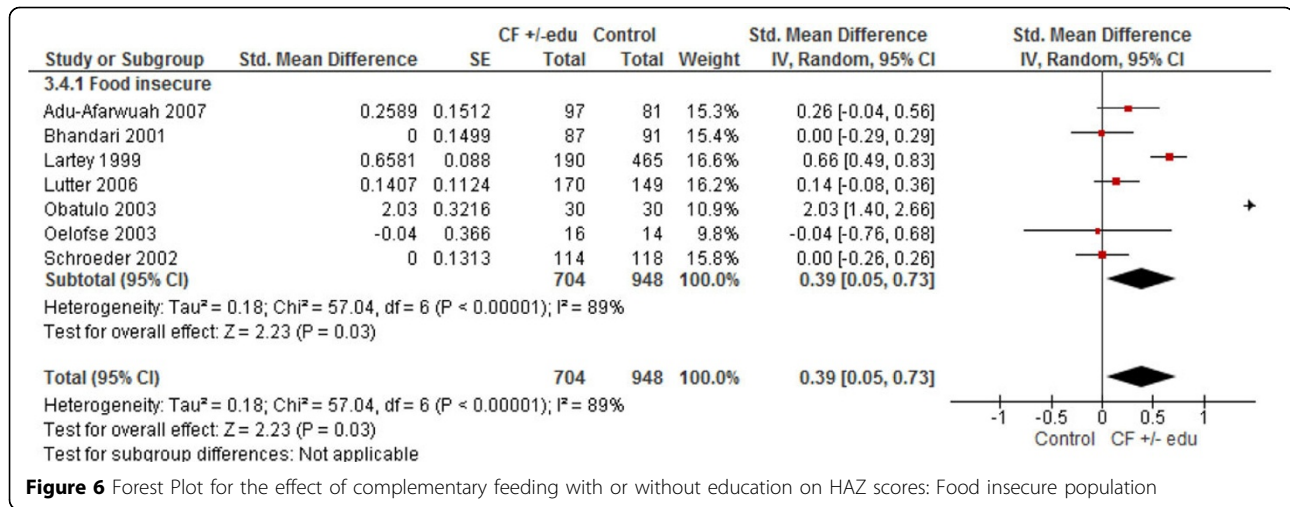 CF +/-edu Control Std. Mean Difference Std. Mean Difference
Study or Subgroup Std. Mean Difference SE Total Total Weight IV, Random, 95% CI IV, Random, 95% CI
3.4.1 Food insecure
Adu-Afarwuah 2007 0.2589 0.1512 97 81 15.3% 0.26 [-0.04, 0.56]
Bhandari 2001 0 0.1499 87 91 15.4% 0.00 [-0.29, 0.29]
Lartey 1999 0.6581 0.088 190 465 16.6% 0.66 [0.49, 0.83]
Lutter 2006 0.1407 0.1124 170 149 16.2% 0.14 [-0.08, 0.36]
Obatulo 2003 2.03 0.3216 30 30 10.9% 2.03 [1.40, 2.66]
Oelofse 2003 -0.04 0.366 16 14 9.8% -0.04 [-0.76, 0.68]
Schroeder 2002 0 0.1313 114 118 15.8% 0.00 [-0.26, 0.26]
Subtotal (95% CI) 704 948 100.0% 0.39 [0.05, 0.73]
Heterogeneity: Tau² = 0.18; Chi² = 57.04, df = 6 (P < 0.00001); I² = 89%
Test for overall effect: Z = 2.23 (P = 0.03)
Total (95% CI) 704 948 100.0% 0.39 [0.05, 0.73]
Heterogeneity: Tau² = 0.18; Chi² = 57.04, df = 6 (P < 0.00001); I² = 89%
Test for overall effect: Z = 2.23 (P = 0.03)
Test for subgroup differences: Not applicable
-1 -0.5 0 0.5 1
Control CF +/- edu
Figure 6 Forest Plot for the effect of complementary feeding with or without education on HAZ scores: Food insecure population